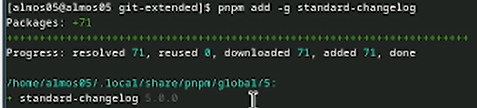 [almos05@almos05 git-extended]$ pnpm add -g standard-changelog
Packages: +71
++++++++++++++++++++++++++++++++++++++++++++++++++++++++++++++++++++++
Progress: resolved 71, reused 0, downloaded 71, added 71, done
/home/almos05/.local/share/pnpm/global/5:
+ standard-changelog 5.0.0